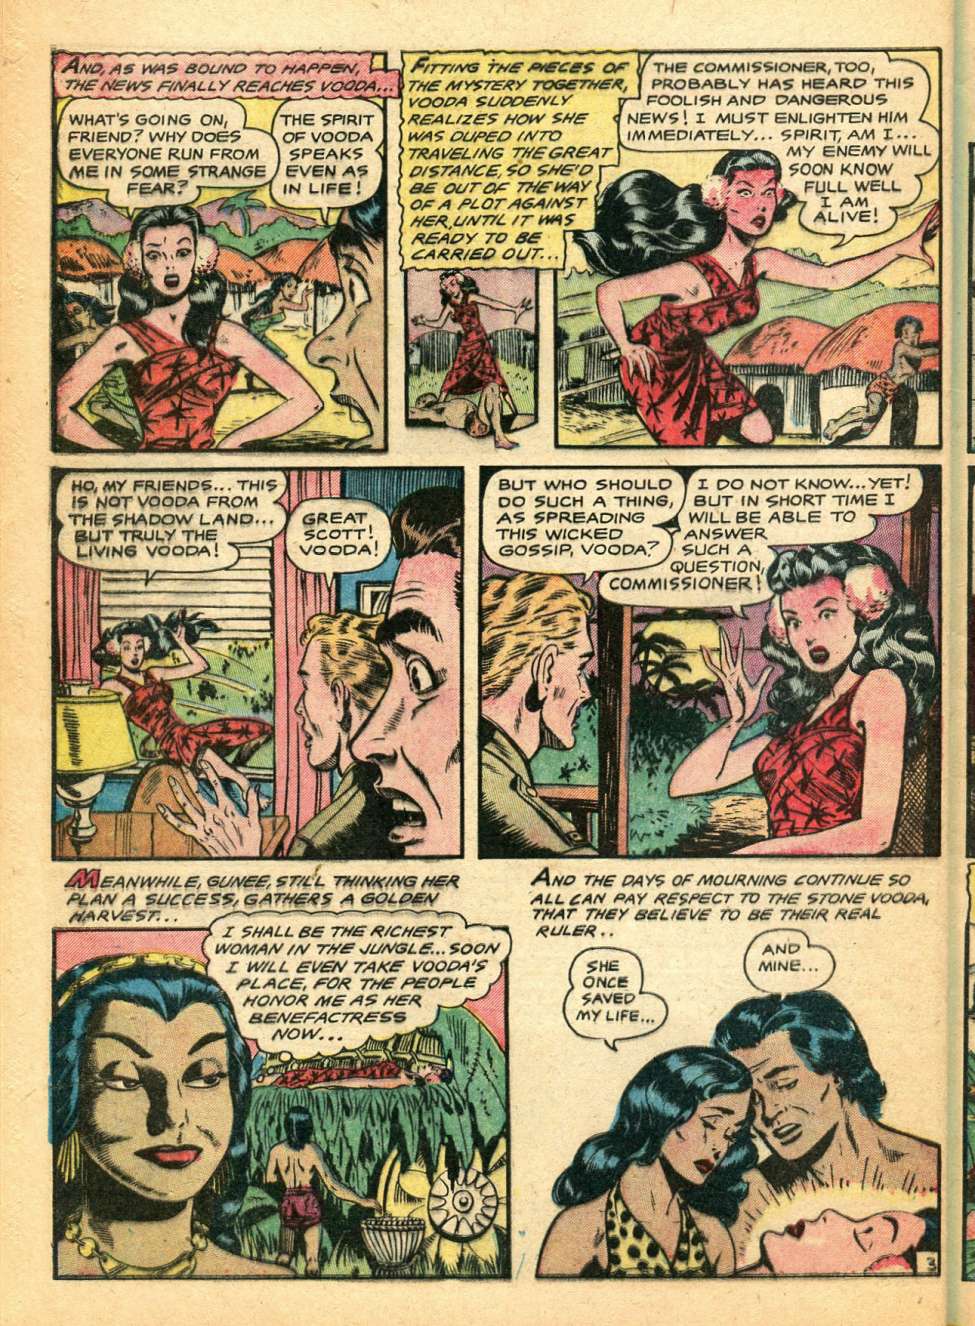 AND, AS WAS BOUND TO HAPPEN,
THE NEWS FINALLY REACHES VOODA...
WHAT'S GOING ON,
FRIEND? WHY DOES
EVERYONE RUN FROM
ME IN SOME STRANGE
FEAR?
THE SPIRIT
OF VOODA
SPEAKS
EVEN AS
IN LIFE!
FITTING THE PIECES OF
THE MYSTERY TOGETHER,
VOODA SUDDENLY
REALIZES HOW SHE
WAS DUPED INTO
TRAVELING THE GREAT
DISTANCE, SO SHE'D
BE OUT OF THE WAY
OF A PLOT AGAINST
HER, UNTIL IT WAS
READY TO BE
CARRIED OUT...
THE COMMISSIONER, TOO,
PROBABLY HAS HEARD THIS
FOOLISH AND DANGEROUS
NEWS! I MUST ENLIGHTEN HIM
IMMEDIATELY... SPIRIT, AM I...
MY ENEMY WILL
SOON KNOW
FULL WELL
I AM
ALIVE!
HO, MY FRIENDS... THIS
IS NOT VOODA FROM
THE SHADOW LAND...
BUT TRULY THE
LIVING VOODA!
GREAT
SCOTT!
VOODA!
BUT WHO SHOULD
DO SUCH A THING,
AS SPREADING
THIS WICKED
GOSSIP, VOODA?
I DO NOT KNOW...YET!
BUT IN SHORT TIME I
WILL BE ABLE TO
ANSWER
SUCH A
QUESTION,
COMMISSIONER!
MEANWHILE, GUNEE, STILL THINKING HER
PLAN A SUCCESS, GATHERS A GOLDEN
HARVEST...
I SHALL BE THE RICHEST
WOMAN IN THE JUNGLE...SOON
I WILL EVEN TAKE VOODA'S
PLACE, FOR THE PEOPLE
HONOR ME AS HER
BENEFACTRESS
NOW...
AND THE DAYS OF MOURNING CONTINUE SO
ALL CAN PAY RESPECT TO THE STONE VOODA,
THAT THEY BELIEVE TO BE THEIR REAL
RULER..
SHE
ONCE
SAVED
MY LIFE...
AND
MINE...
3